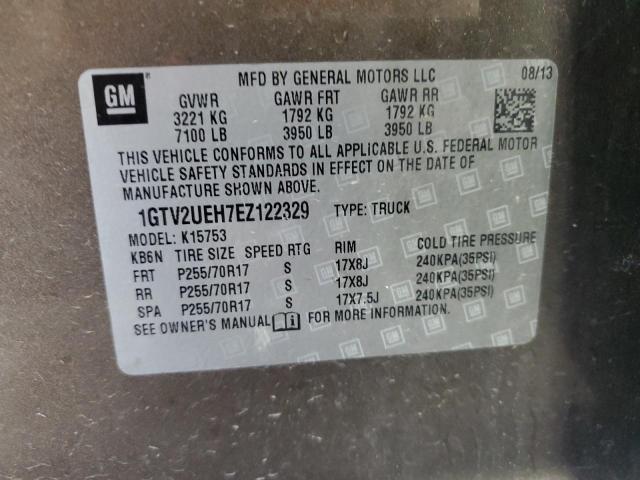 GM
MFD BY GENERAL MOTORS LLC 08/13
GVWR GAWR FRT GAWR RR
3221 KG 1792 KG 1792 KG
7100 LB 3950 LB 3950 LB
THIS VEHICLE CONFORMS TO ALL APPLICABLE U.S. FEDERAL MOTOR
VEHICLE SAFETY STANDARDS IN EFFECT ON THE DATE OF
MANUFACTURE SHOWN ABOVE.
1GTV2UEH7EZ122329 TYPE: TRUCK
MODEL: K15753
KB6N TIRE SIZE SPEED RTG RIM COLD TIRE PRESSURE
FRT P255/70R17 S 17X8J 240KPA(35PSI)
RR P255/70R17 S 17X8J 240KPA(35PSI)
SPA P255/70R17 S 17X7.5J 240KPA(35PSI)
SEE OWNER'S MANUAL FOR MORE INFORMATION.